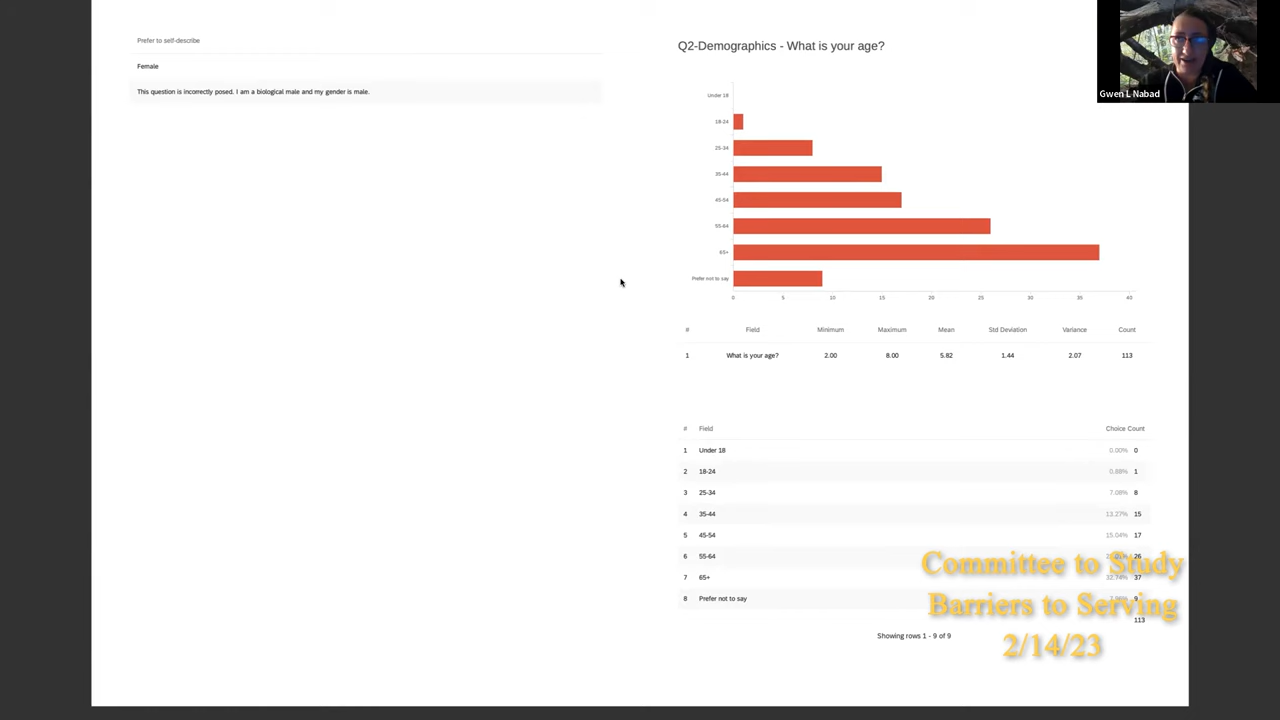 Prefer to self-describe
Female
This question is incorrectly posed. I am a biological male and my gender is male.
Q2-Demographics - What is your age?
Under 18
18-24
25-34
35-44
45-54
55-64
65+
Prefer not to say
0 5 10 15 20 25 30 35 40
# Field Minimum Maximum Mean Std Deviation Variance Count
1 What is your age? 2.00 8.00 5.82 1.44 2.07 113
# Field Choice Count
1 Under 18 0.00% 0
2 18-24 0.88% 1
3 25-34 7.08% 8
4 35-44 13.27% 15
5 45-54 15.04% 17
6 55-64 26
7 65+ 32.74% 37
8 Prefer not to say 9
113
Showing rows 1 - 9 of 9
Gwen L Nabad
Committee to Study
Barriers to Serving
2/14/23